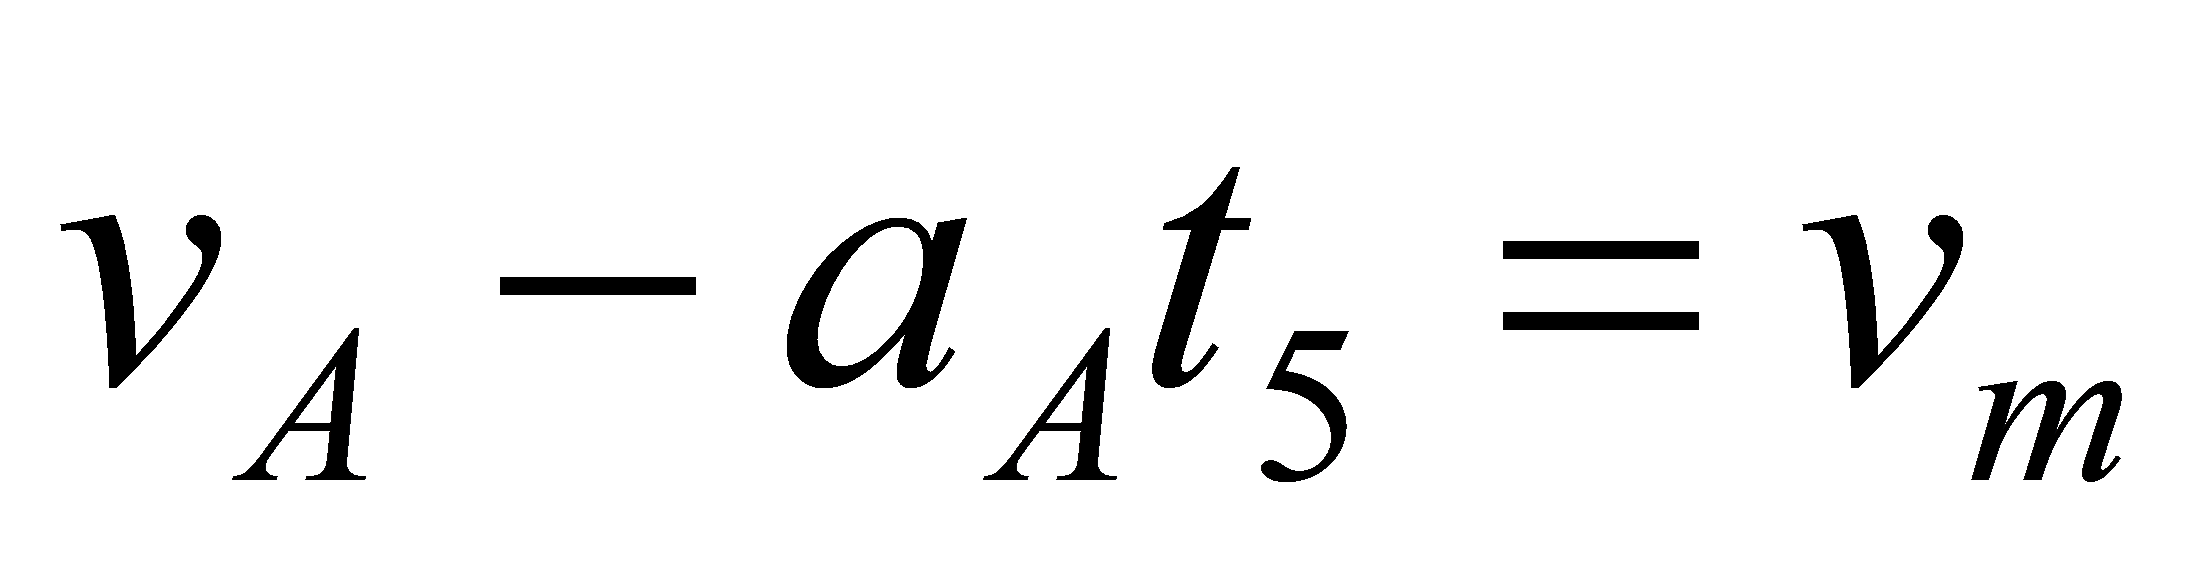 $v_A - a_A t_5 = v_m$